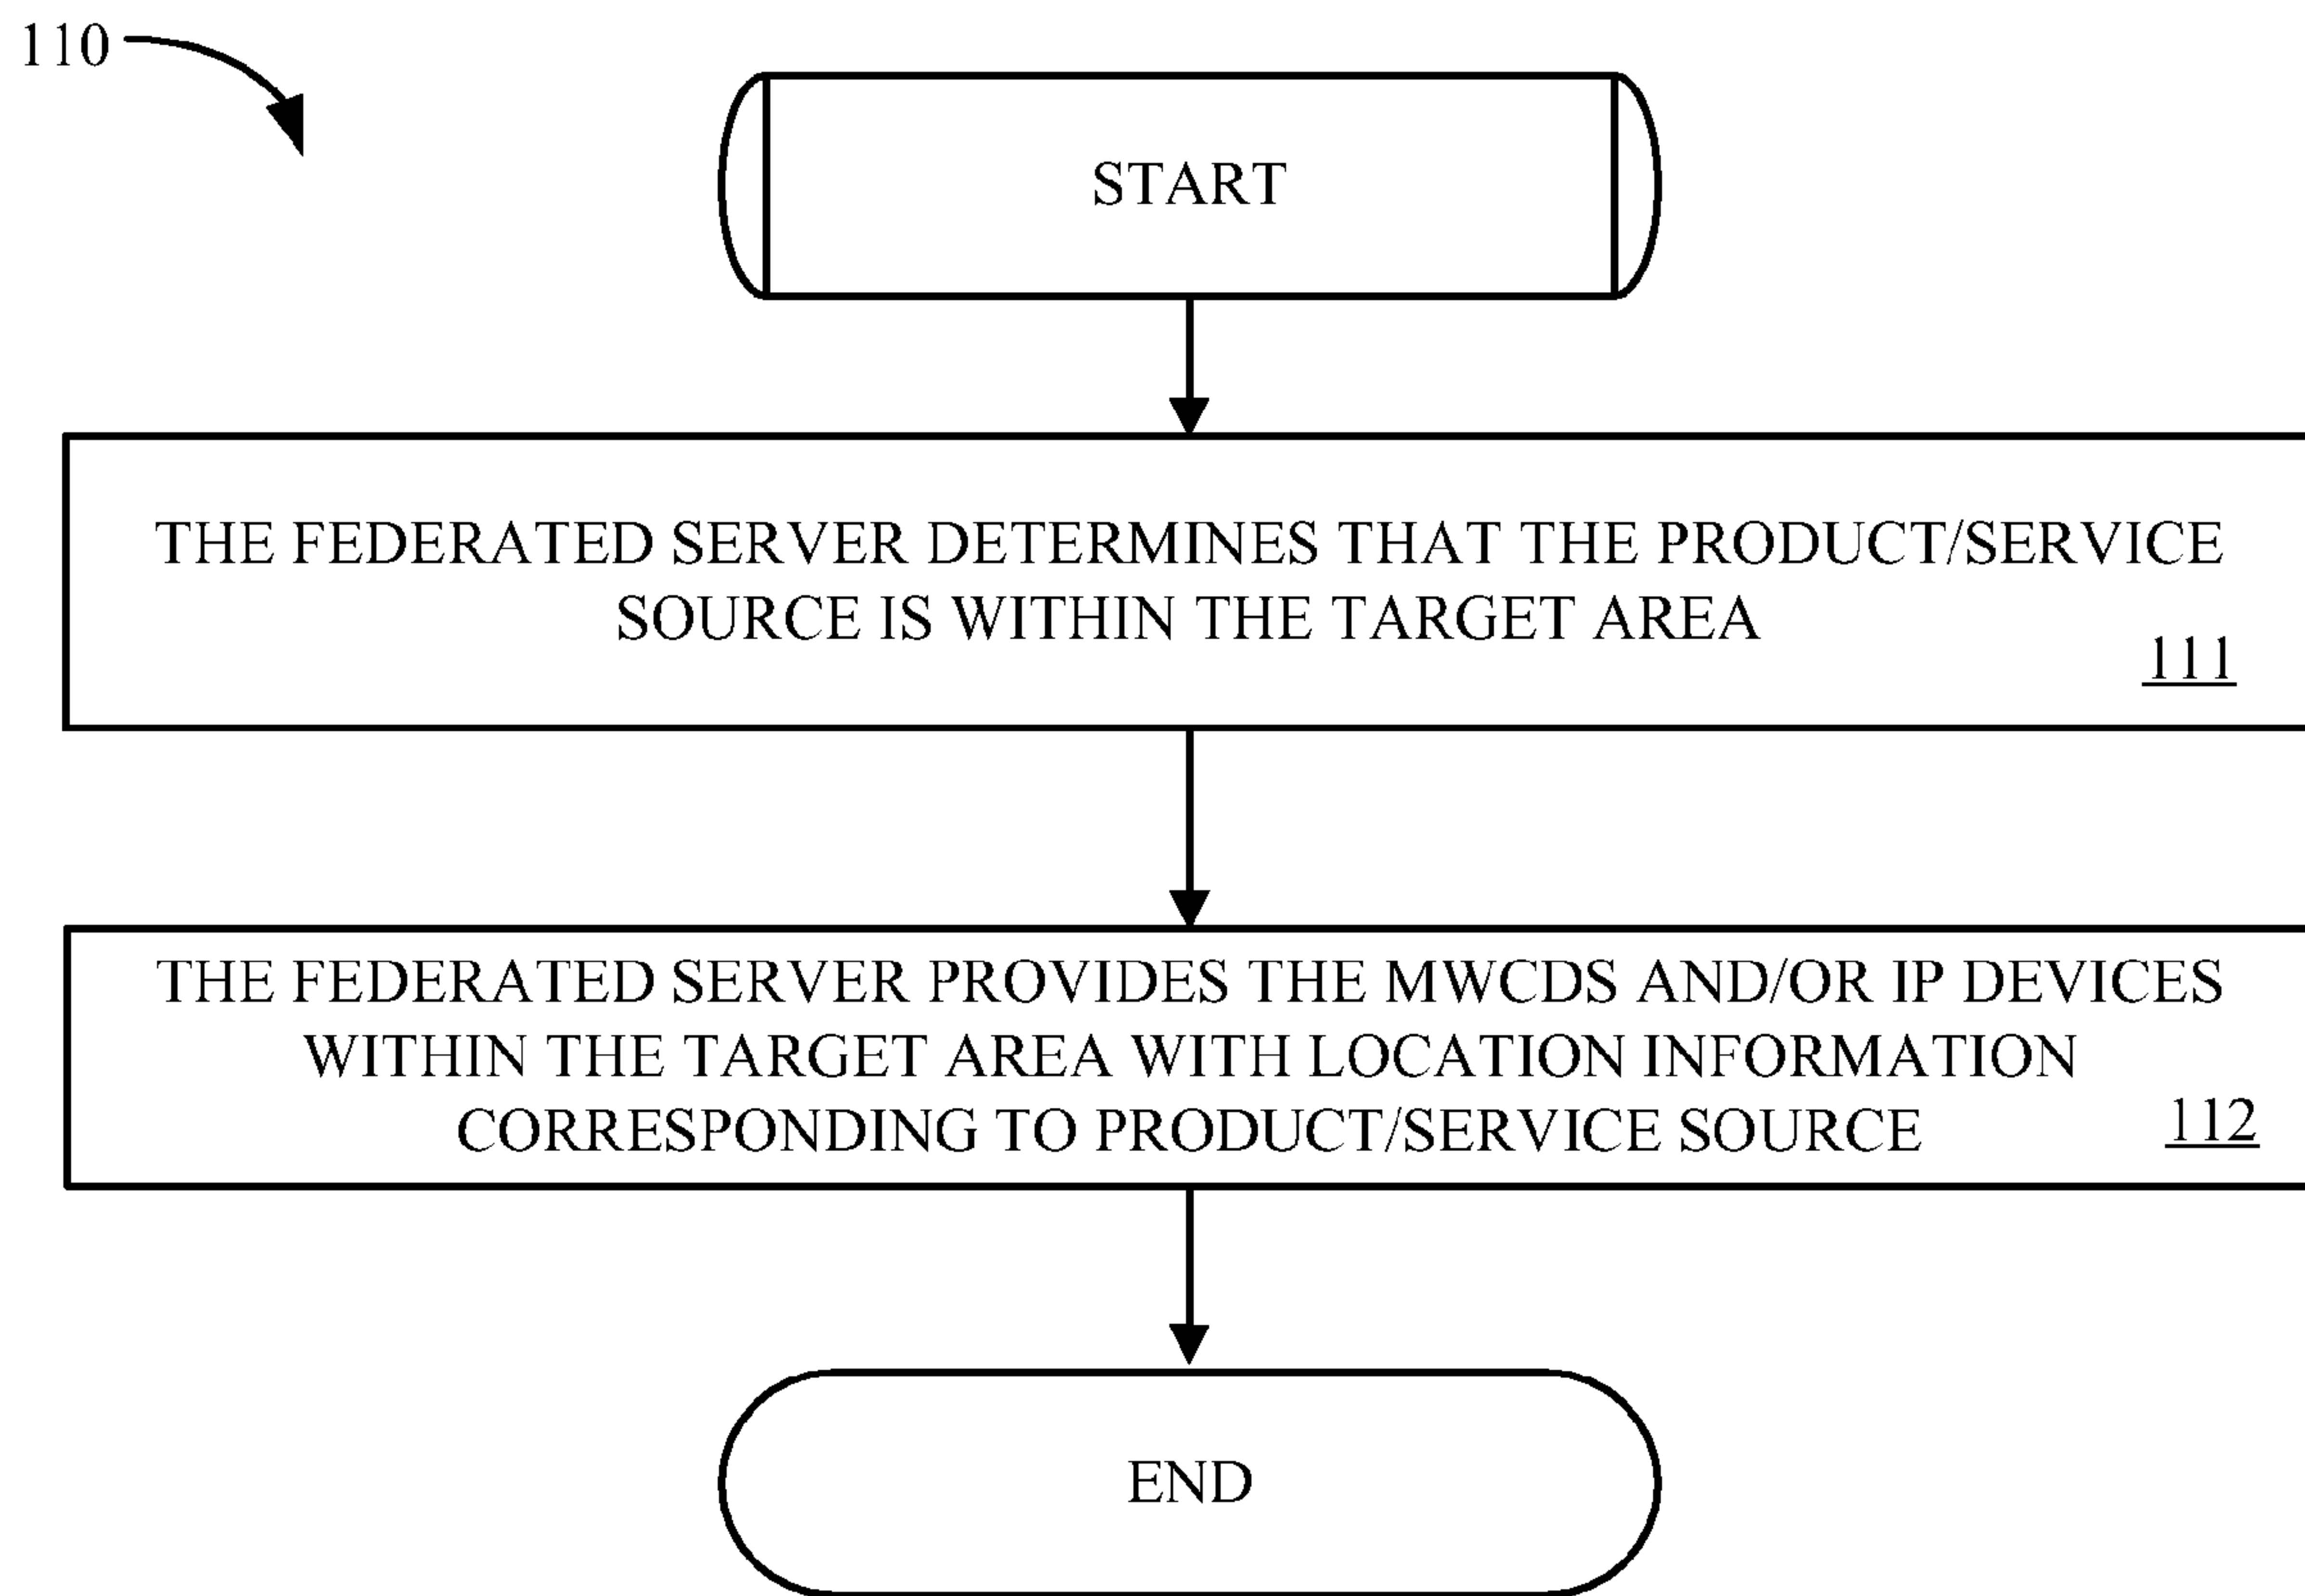 110
START
THE FEDERATED SERVER DETERMINES THAT THE PRODUCT/SERVICE
SOURCE IS WITHIN THE TARGET AREA
111
THE FEDERATED SERVER PROVIDES THE MWCDS AND/OR IP DEVICES
WITHIN THE TARGET AREA WITH LOCATION INFORMATION
CORRESPONDING TO PRODUCT/SERVICE SOURCE
112
END